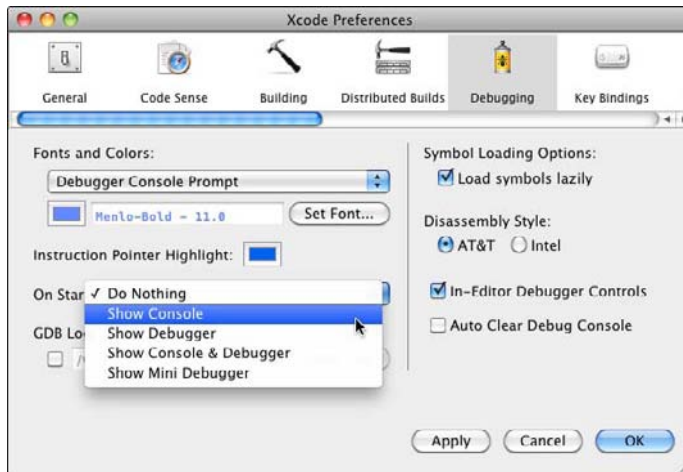 Xcode Preferences
General Code Sense Building Distributed Builds Debugging Key Bindings
Fonts and Colors:
Debugger Console Prompt
Menlo-Bold - 11.0 Set Font...
Instruction Pointer Highlight:
On Star
✓ Do Nothing
Show Console
Show Debugger
Show Console & Debugger
Show Mini Debugger
GDB Lo
Symbol Loading Options:
Load symbols lazily
Disassembly Style:
AT&T Intel
In-Editor Debugger Controls
Auto Clear Debug Console
Apply Cancel OK